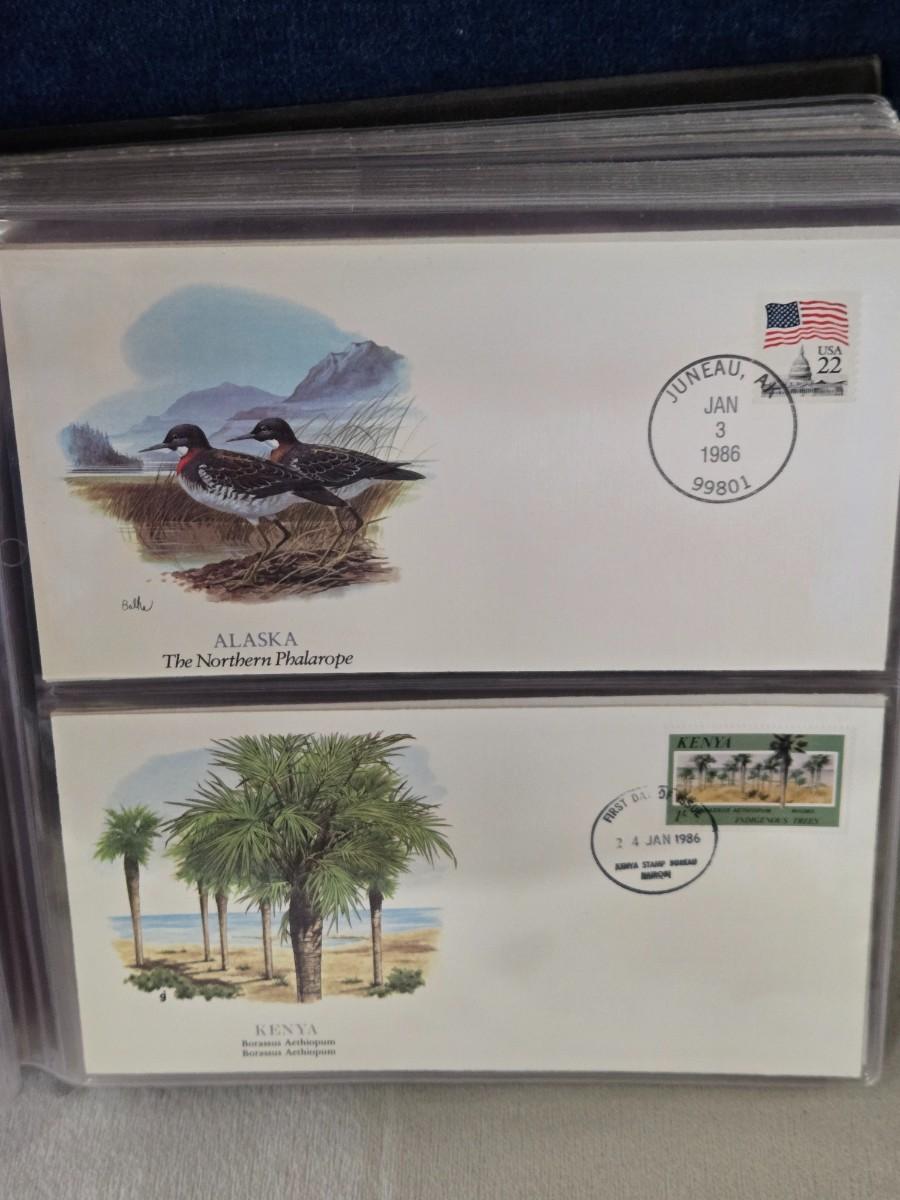 USA
22
JUNEAU, AK
JAN
3
1986
99801
ALASKA
The Northern Phalarope
KENYA
INDIGENOUS TREES
FIRST DAY OF ISSUE
2 4 JAN 1986
KENYA STAMP BUREAU
NAIROBI
KENYA
Borassus Aethiopum
Borassus Aethiopum